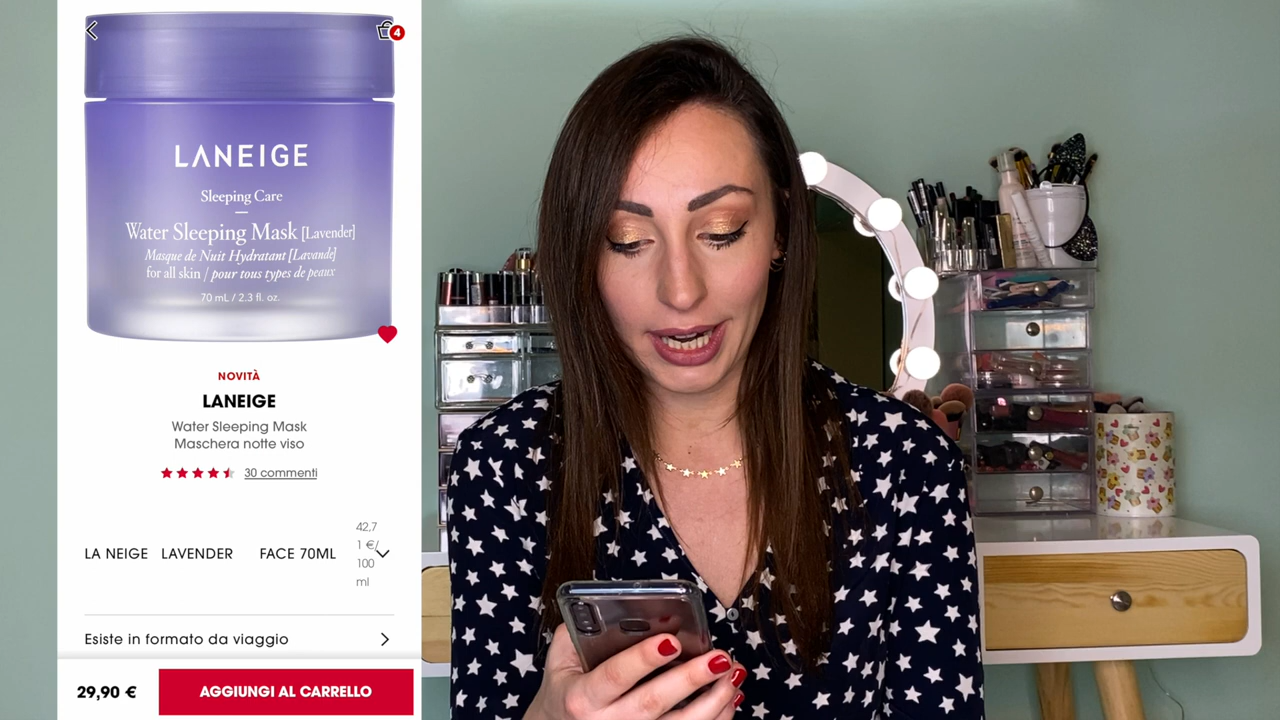 4
LANEIGE
Sleeping Care
Water Sleeping Mask [Lavender]
Masque de Nuit Hydratant [Lavande]
for all skin / pour tous types de peaux
70 mL / 2.3 fl. oz.
NOVITÀ
LANEIGE
Water Sleeping Mask
Maschera notte viso
30 commenti
LA NEIGE LAVENDER FACE 70ML
42,7
1 €/
100
ml
Esiste in formato da viaggio
29,90 €
AGGIUNGI AL CARRELLO